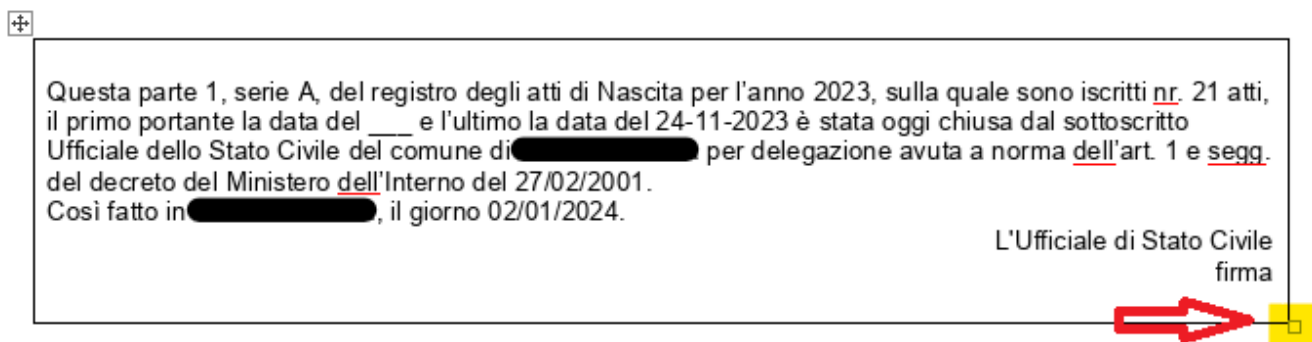 Questa parte 1, serie A, del registro degli atti di Nascita per l'anno 2023, sulla quale sono iscritti nr. 21 atti,
il primo portante la data del ___ e l'ultimo la data del 24-11-2023 è stata oggi chiusa dal sottoscritto
Ufficiale dello Stato Civile del comune di per delegazione avuta a norma dell'art. 1 e segg.
del decreto del Ministero dell'Interno del 27/02/2001.
Così fatto in , il giorno 02/01/2024.
L'Ufficiale di Stato Civile
firma